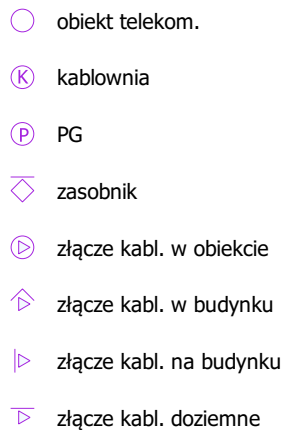 obiekt telekom.
K kablownia
P PG
zasobnik
złącze kabl. w obiekcie
złącze kabl. w budynku
złącze kabl. na budynku
złącze kabl. doziemne